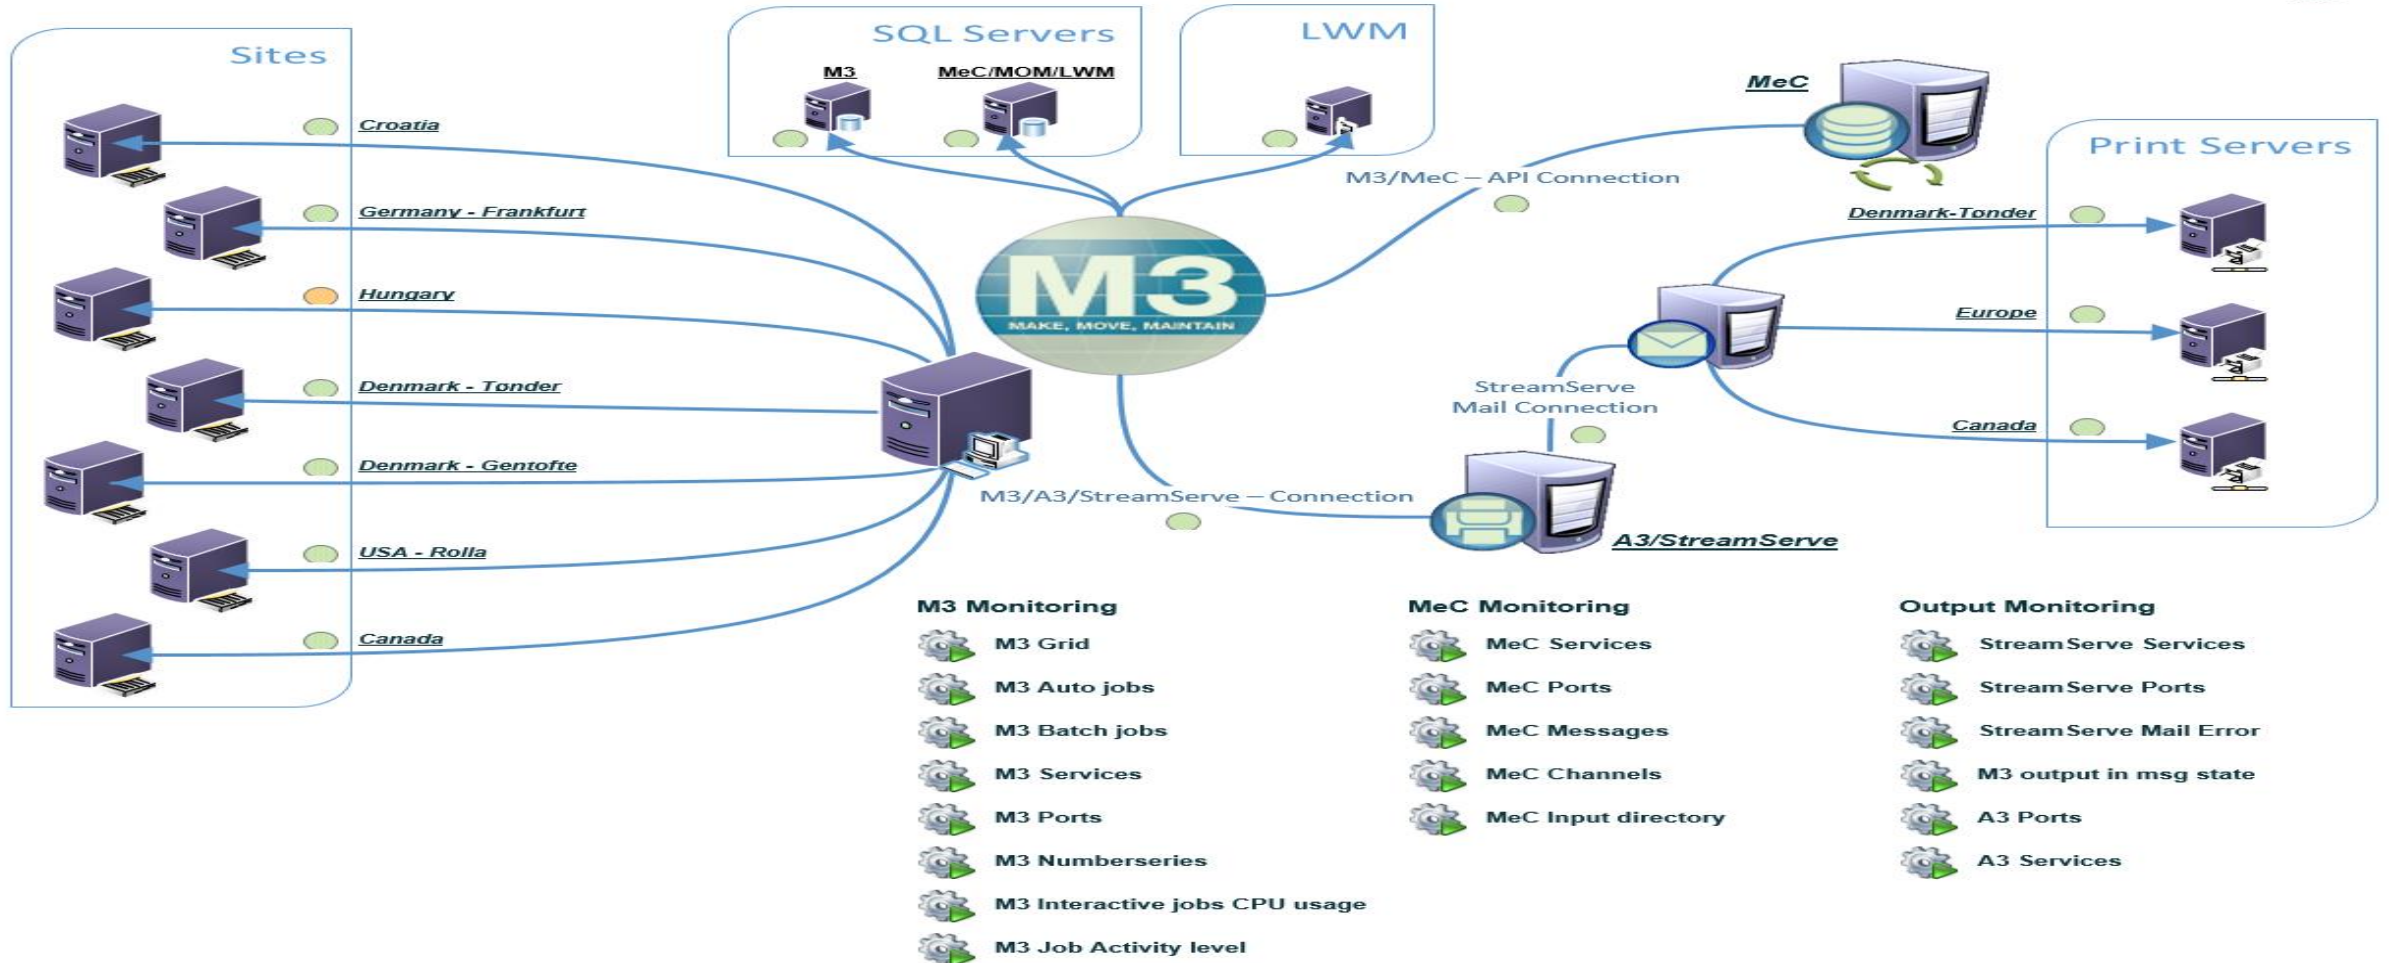 Sites
Croatia
Germany - Frankfurt
Hungary
Denmark - Tønder
Denmark - Gentofte
USA - Rolla
Canada
SQL Servers
M3
MeC/MOM/LWM
LWM
M3
MAKE, MOVE, MAINTAIN
MeC
M3/MeC – API Connection
StreamServe
Mail Connection
M3/A3/StreamServe – Connection
A3/StreamServe
Print Servers
Denmark-Tønder
Europe
Canada
M3 Monitoring
M3 Grid
M3 Auto jobs
M3 Batch jobs
M3 Services
M3 Ports
M3 Numberseries
M3 Interactive jobs CPU usage
M3 Job Activity level
MeC Monitoring
MeC Services
MeC Ports
MeC Messages
MeC Channels
MeC Input directory
Output Monitoring
StreamServe Services
StreamServe Ports
StreamServe Mail Error
M3 output in msg state
A3 Ports
A3 Services